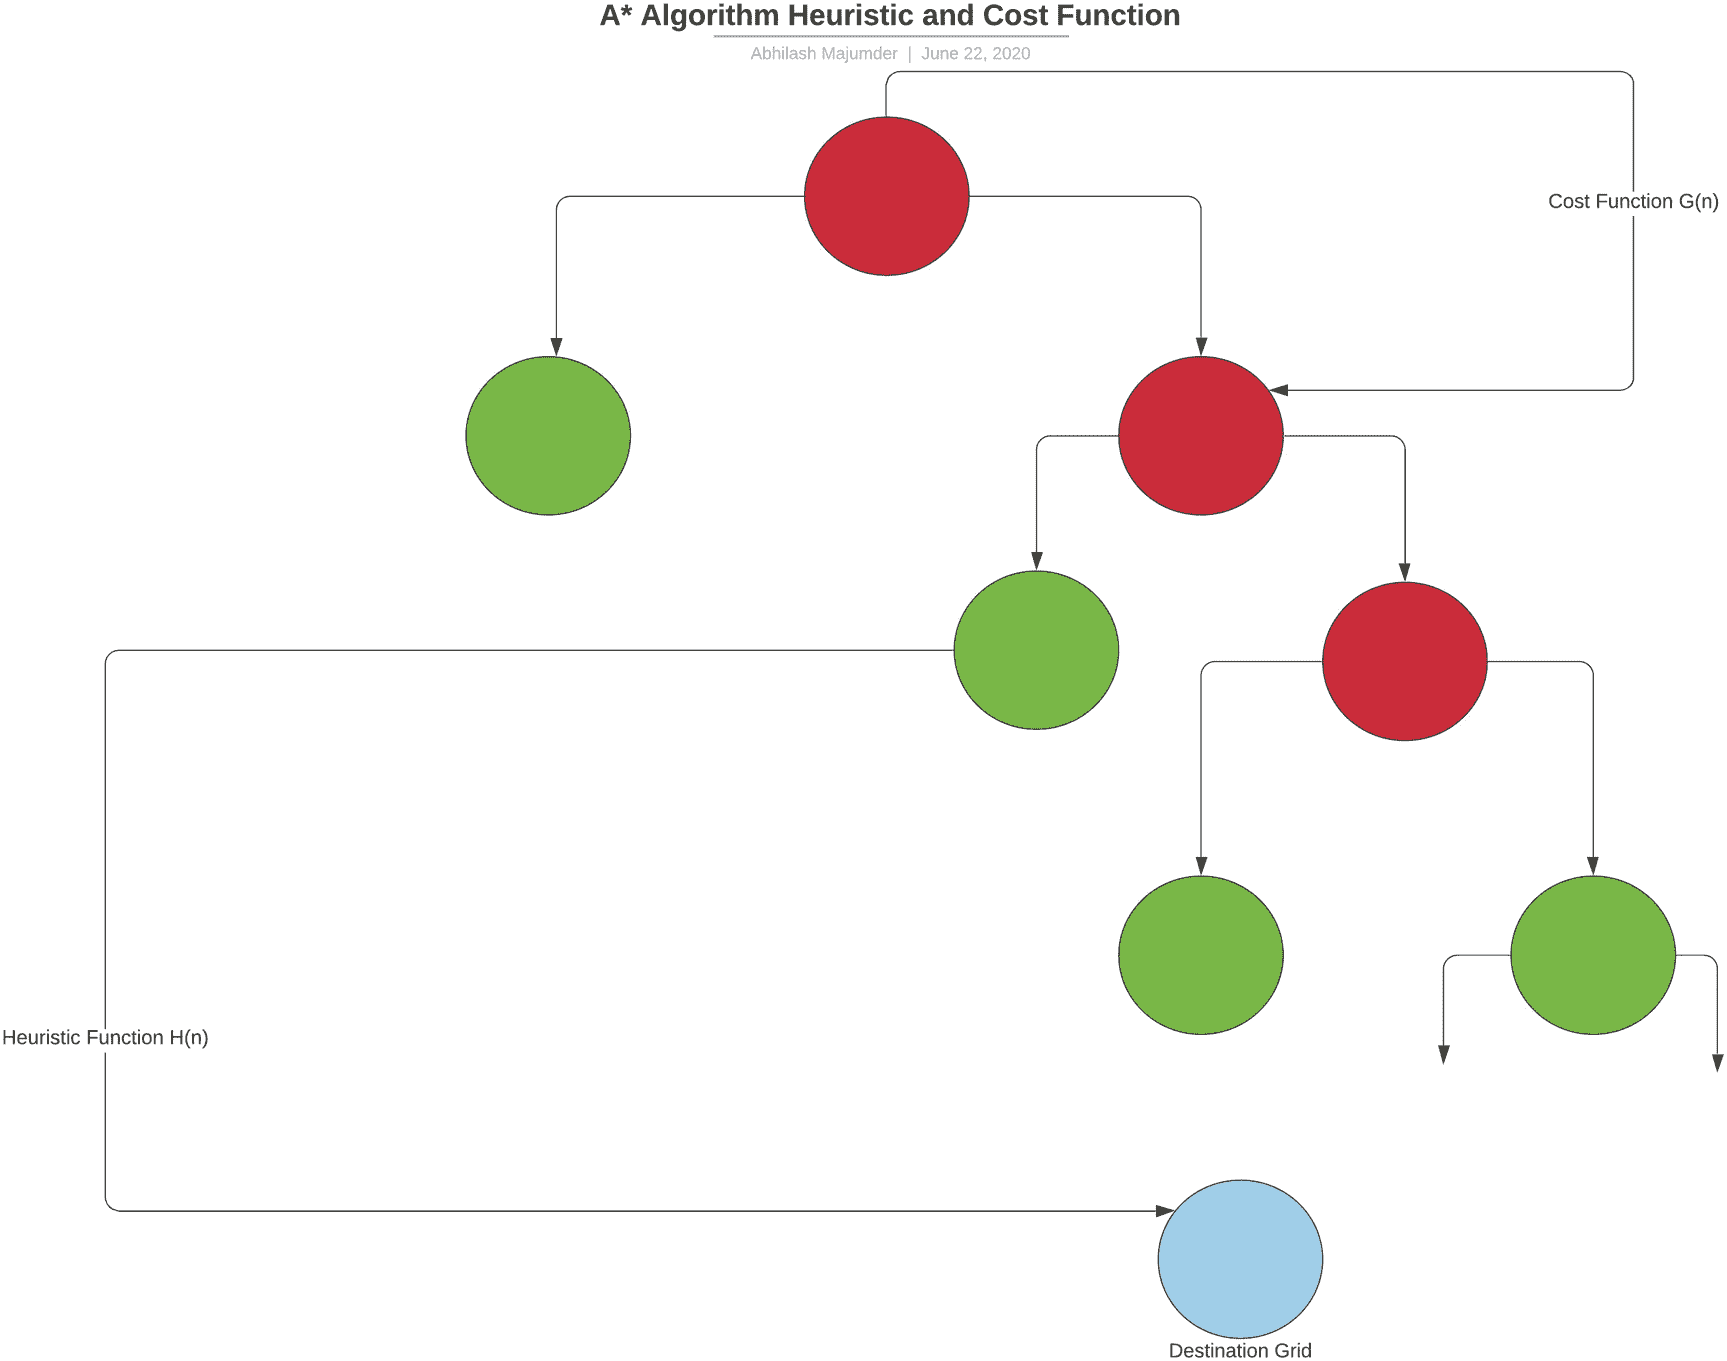 A* Algorithm Heuristic and Cost Function
Abhilash Majumder | June 22, 2020
Cost Function G(n)
Heuristic Function H(n)
Destination Grid